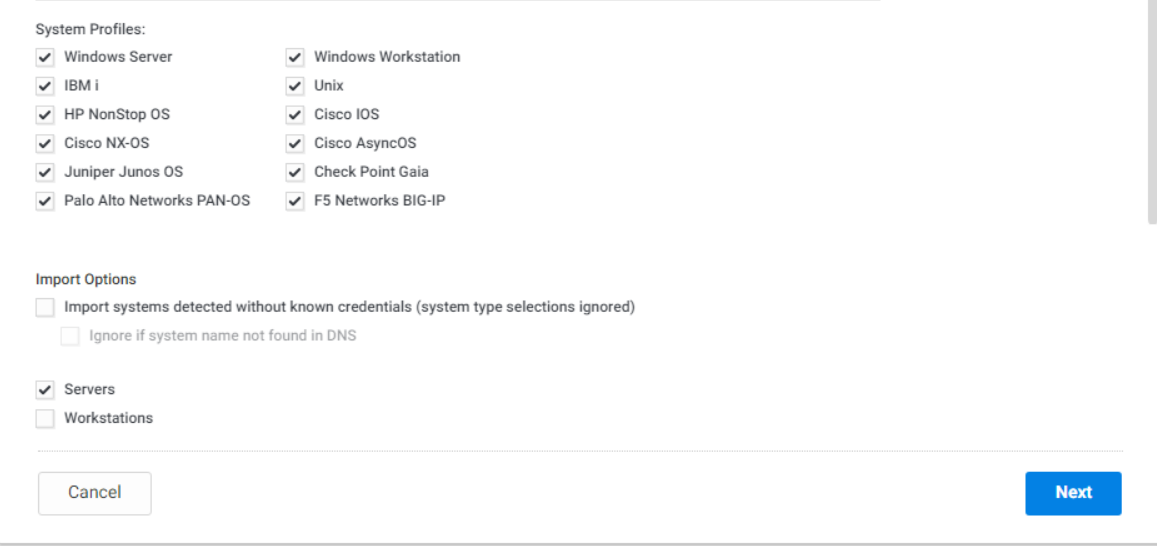 System Profiles:
Windows Server
Windows Workstation
IBM i
Unix
HP NonStop OS
Cisco IOS
Cisco NX-OS
Cisco AsyncOS
Juniper Junos OS
Check Point Gaia
Palo Alto Networks PAN-OS
F5 Networks BIG-IP
Import Options
Import systems detected without known credentials (system type selections ignored)
Ignore if system name not found in DNS
Servers
Workstations
Cancel
Next